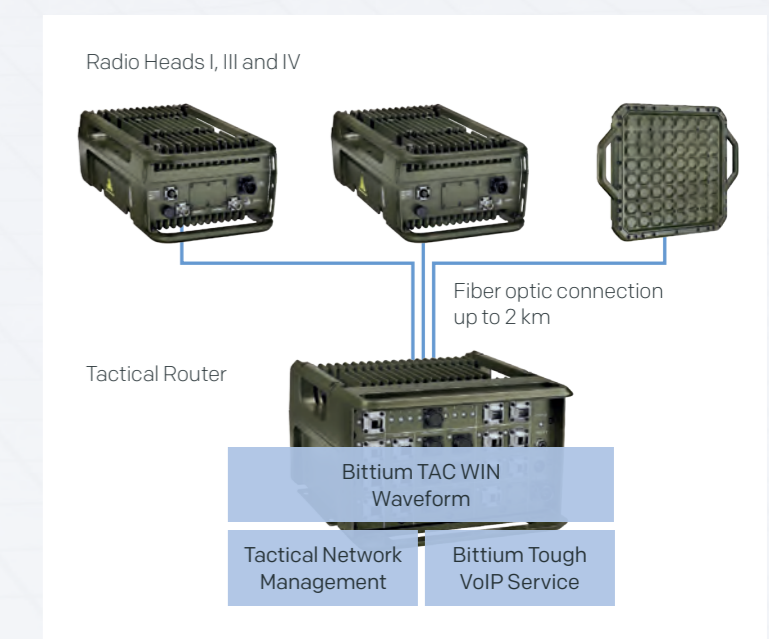 Radio Heads I, III and IV
Fiber optic connection
up to 2 km
Tactical Router
Bittium TAC WIN
Waveform
Tactical Network
Management
Bittium Tough
VoIP Service